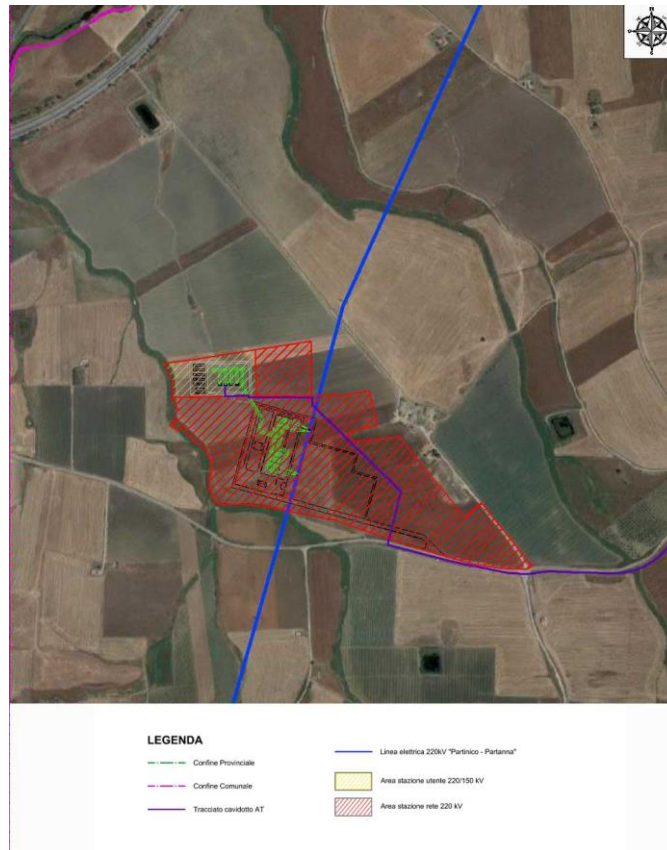 LEGENDA
Confine Provinciale
Confine Comunale
Tracciato cavidotto AT
Linea elettrica 220kV "Partinico - Partanna"
Area stazione utente 220/150 kV
Area stazione rete 220 kV